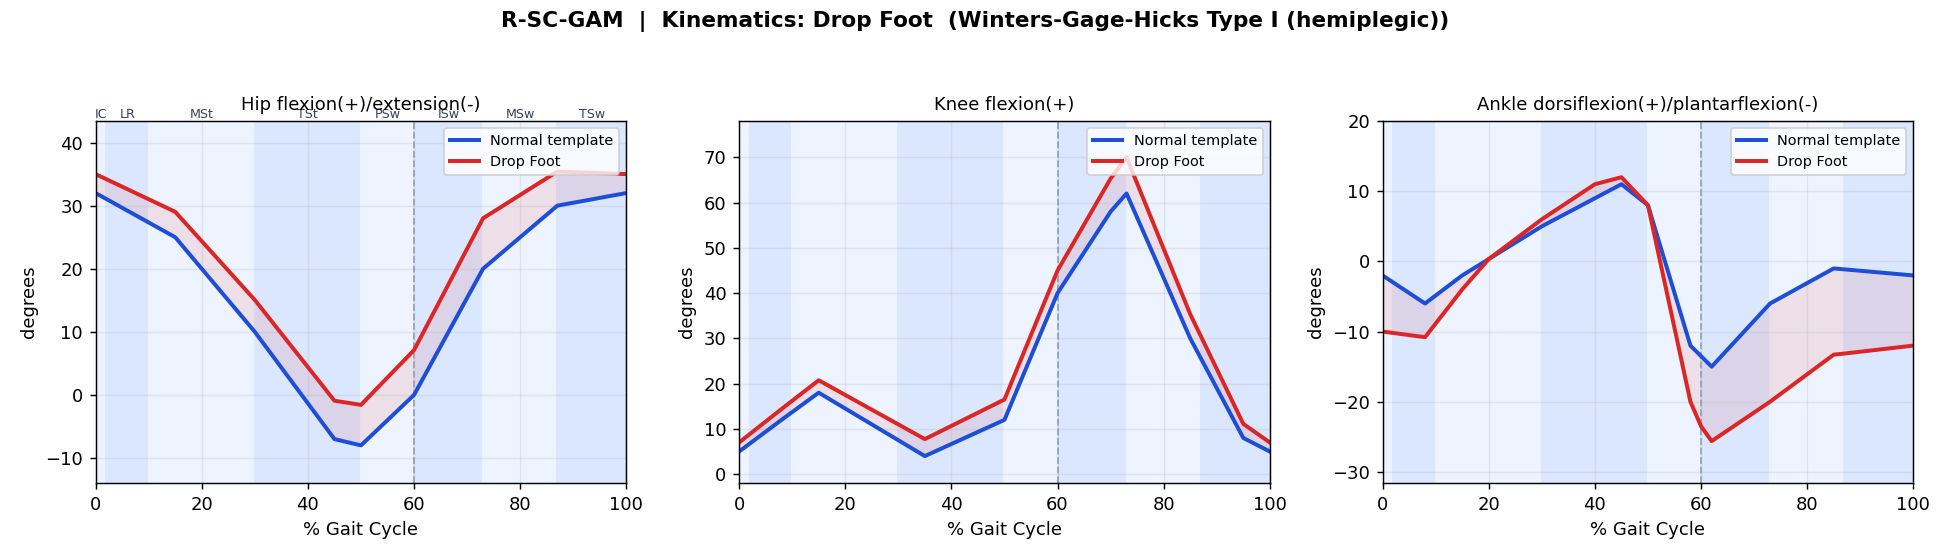 R-SC-GAM | Kinematics: Drop Foot (Winters-Gage-Hicks Type I (hemiplegic))
Hip flexion(+)/extension(-)
IC LR MSt TSt PSw ISw MSw TSw
Normal template
Drop Foot
40
30
20
10
0
−10
degrees
0 20 40 60 80 100
% Gait Cycle
Knee flexion(+)
Normal template
Drop Foot
70
60
50
40
30
20
10
0
degrees
0 20 40 60 80 100
% Gait Cycle
Ankle dorsiflexion(+)/plantarflexion(-)
Normal template
Drop Foot
20
10
0
−10
−20
−30
degrees
0 20 40 60 80 100
% Gait Cycle